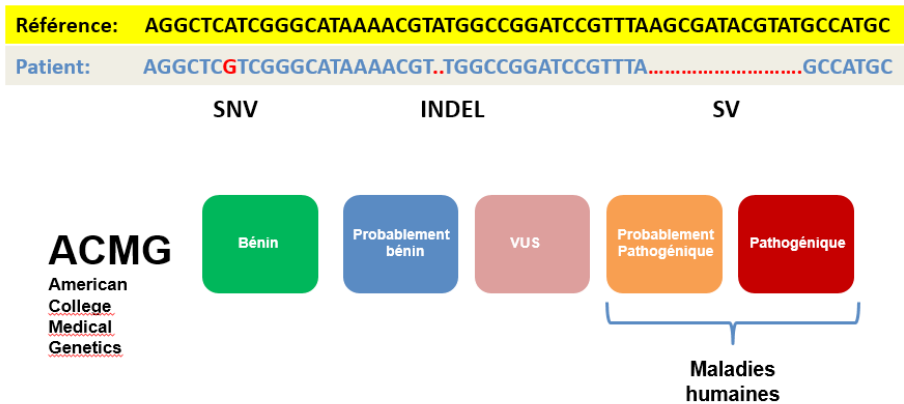 Référence: AGGCTCATCGGGCATAAAACGTATGGCCGGATCCGTTTAAGCGATACGTATGCCATGC
Patient: AGGCTCGTCGGGCATAAAACGT..TGGCCGGATCCGTTTA..........................GCCATGC
SNV INDEL SV
ACMG
American
College
Medical
Genetics
Bénin
Probablement
bénin
VUS
Probablement
Pathogénique
Pathogénique
Maladies
humaines